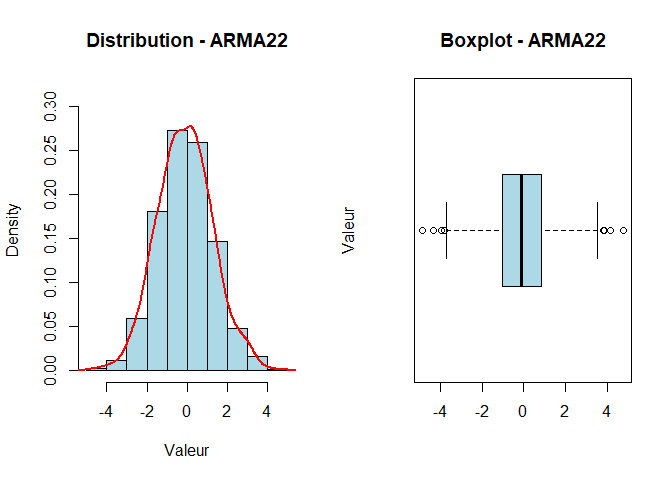 Distribution - ARMA22
Density
0.00 0.05 0.10 0.15 0.20 0.25 0.30
-4 -2 0 2 4
Valeur
Boxplot - ARMA22
Valeur
-4 -2 0 2 4